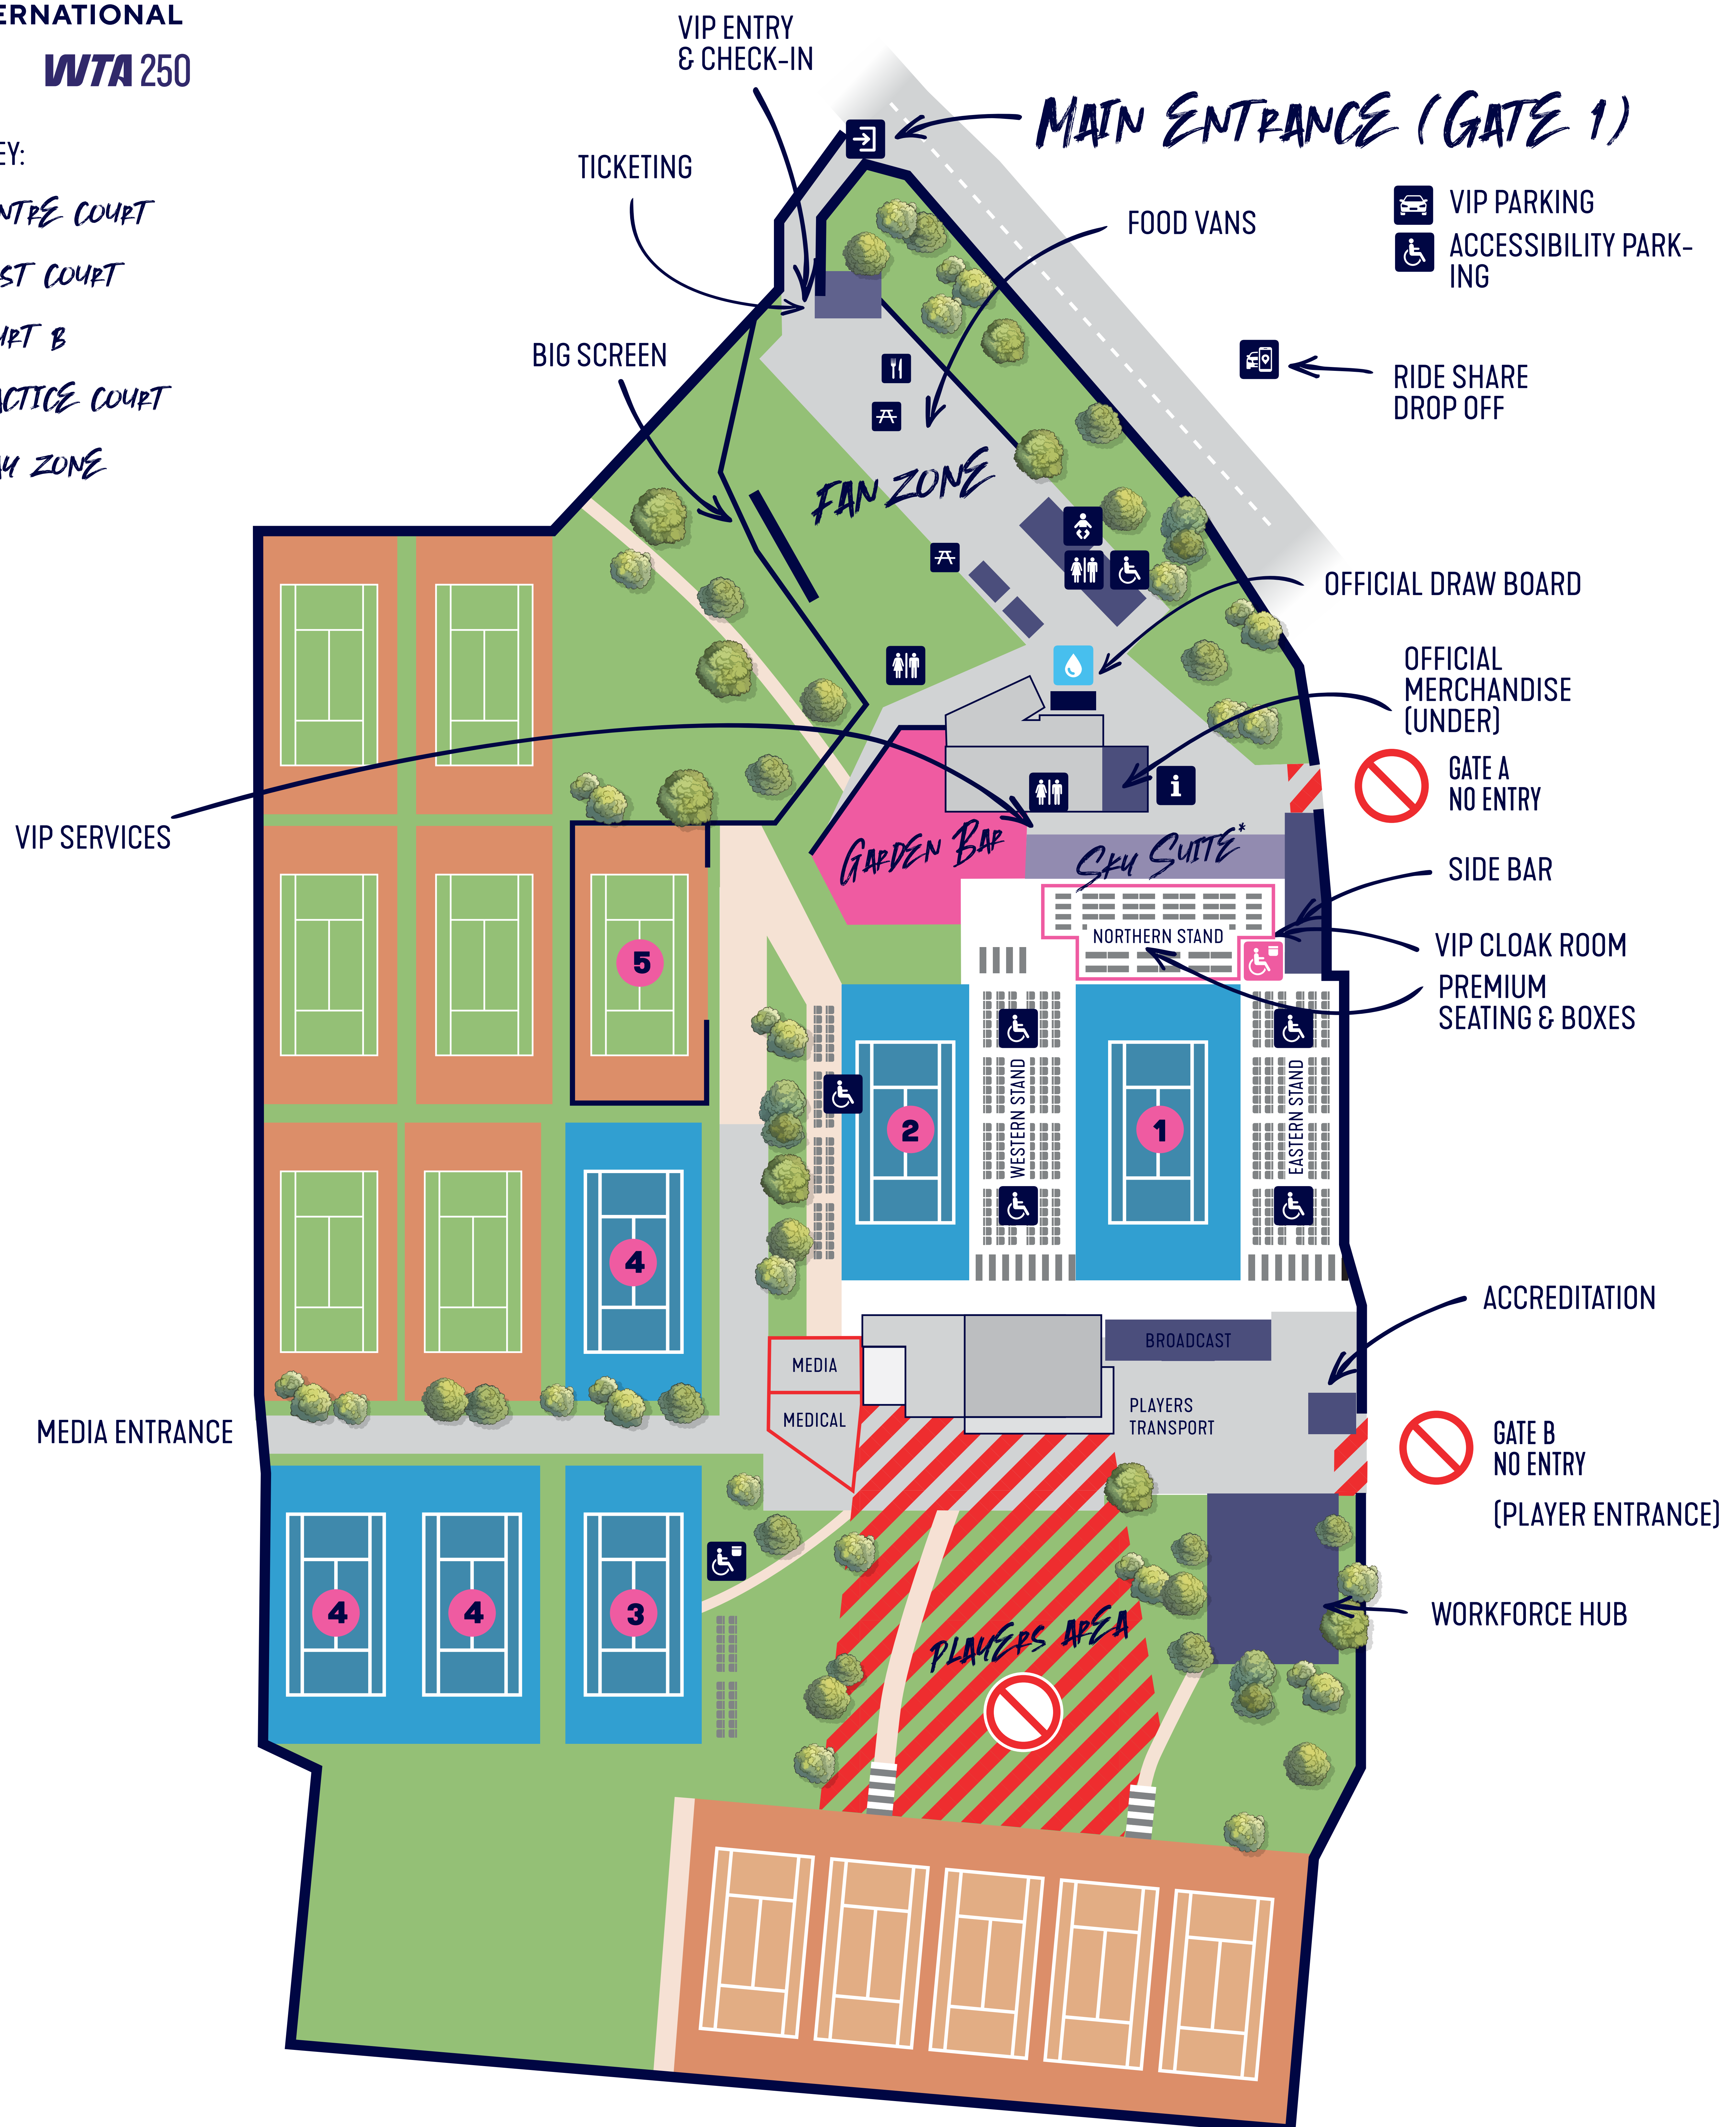 ERNATIONAL
WTA 250
EY:
NTRE COURT
ST COURT
URT B
ACTICE COURT
AY ZONE
VIP ENTRY
& CHECK-IN
MAIN ENTRANCE (GATE 1)
TICKETING
VIP PARKING
ACCESSIBILITY PARK-
ING
FOOD VANS
BIG SCREEN
RIDE SHARE
DROP OFF
FAN ZONE
OFFICIAL DRAW BOARD
OFFICIAL
MERCHANDISE
(UNDER)
GATE A
NO ENTRY
i
VIP SERVICES
GARDEN BAR
SKY SUITE*
SIDE BAR
NORTHERN STAND
VIP CLOAK ROOM
PREMIUM
SEATING & BOXES
5
2
WESTERN STAND
1
EASTERN STAND
4
ACCREDITATION
BROADCAST
MEDIA
MEDICAL
PLAYERS
TRANSPORT
MEDIA ENTRANCE
GATE B
NO ENTRY
(PLAYER ENTRANCE)
4
4
3
PLAYERS AREA
WORKFORCE HUB